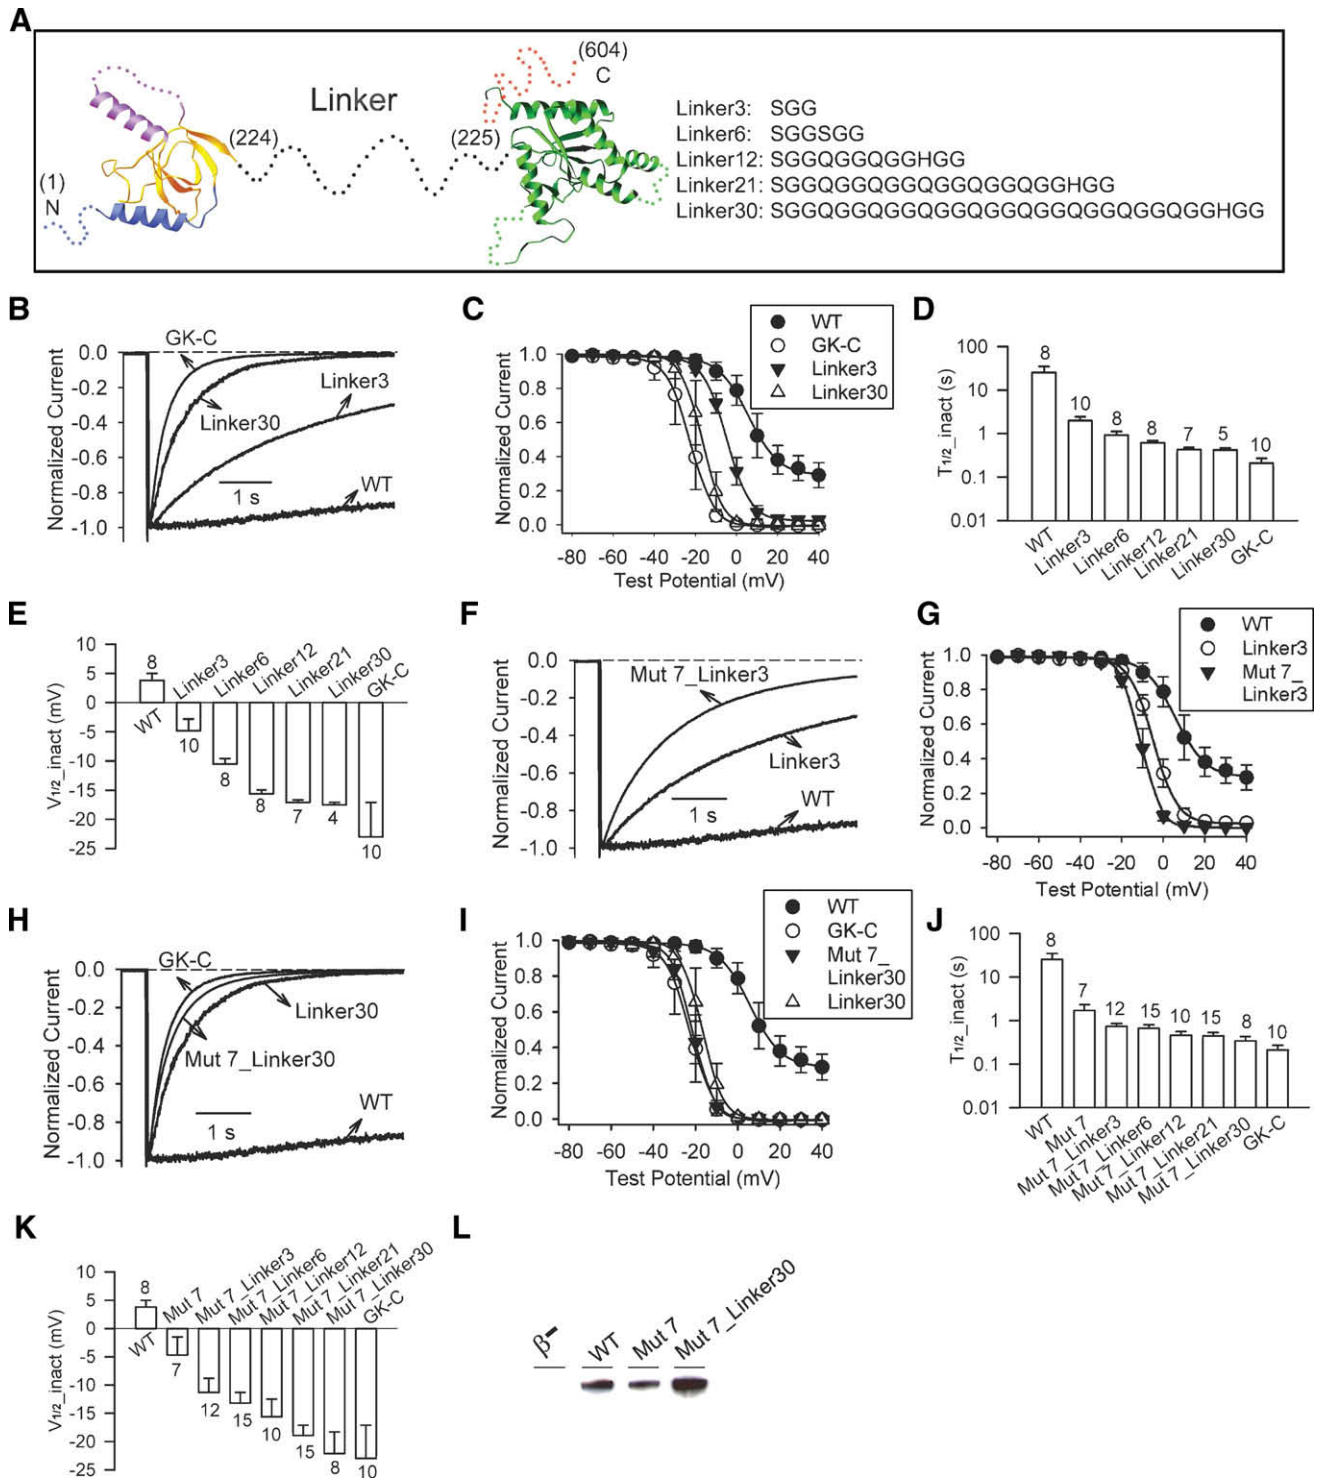 A
Linker
(1)
N
(224)
(225)
(604)
C
Linker3: SGG
Linker6: SGGSGG
Linker12: SGGQGGQGGHGG
Linker21: SGGQGGQGGQGGQGGQGGHGG
Linker30: SGGQGGQGGQGGQGGQGGQGGQGGQGGHGG
B
Normalized Current
0.0
-0.2
-0.4
-0.6
-0.8
-1.0
GK-C
Linker3
Linker30
WT
1 s
C
Normalized Current
1.0
0.8
0.6
0.4
0.2
0.0
-80 -60 -40 -20 0 20 40
Test Potential (mV)
WT
GK-C
Linker3
Linker30
D
T1/2_inact (s)
100
10
1
0.1
0.01
8 10 8 8 7 5 10
WT Linker3 Linker6 Linker12 Linker21 Linker30 GK-C
E
V1/2_inact (mV)
10
5
0
-5
-10
-15
-20
-25
WT Linker3 Linker6 Linker12 Linker21 Linker30 GK-C
8 10 8 8 7 4 10
F
Normalized Current
0.0
-0.2
-0.4
-0.6
-0.8
-1.0
Mut 7_Linker3
Linker3
1 s
WT
G
Normalized Current
1.0
0.8
0.6
0.4
0.2
0.0
-80 -60 -40 -20 0 20 40
Test Potential (mV)
WT
Linker3
Mut 7_
Linker3
H
Normalized Current
0.0
-0.2
-0.4
-0.6
-0.8
-1.0
GK-C
Linker30
Mut 7_Linker30
1 s
WT
I
Normalized Current
1.0
0.8
0.6
0.4
0.2
0.0
-80 -60 -40 -20 0 20 40
Test Potential (mV)
WT
GK-C
Mut 7_
Linker30
Linker30
J
T1/2_inact (s)
100
10
1
0.1
0.01
8 7 12 15 10 15 8 10
WT Mut 7 Mut 7_Linker3 Mut 7_Linker6 Mut 7_Linker12 Mut 7_Linker21 Mut 7_Linker30 GK-C
K
V1/2_inact (mV)
10
5
0
-5
-10
-15
-20
-25
WT Mut 7 Mut 7_Linker3 Mut 7_Linker6 Mut 7_Linker12 Mut 7_Linker21 Mut 7_Linker30 GK-C
8 7 12 15 10 15 8 10
L
β- WT Mut 7 Mut 7_Linker30